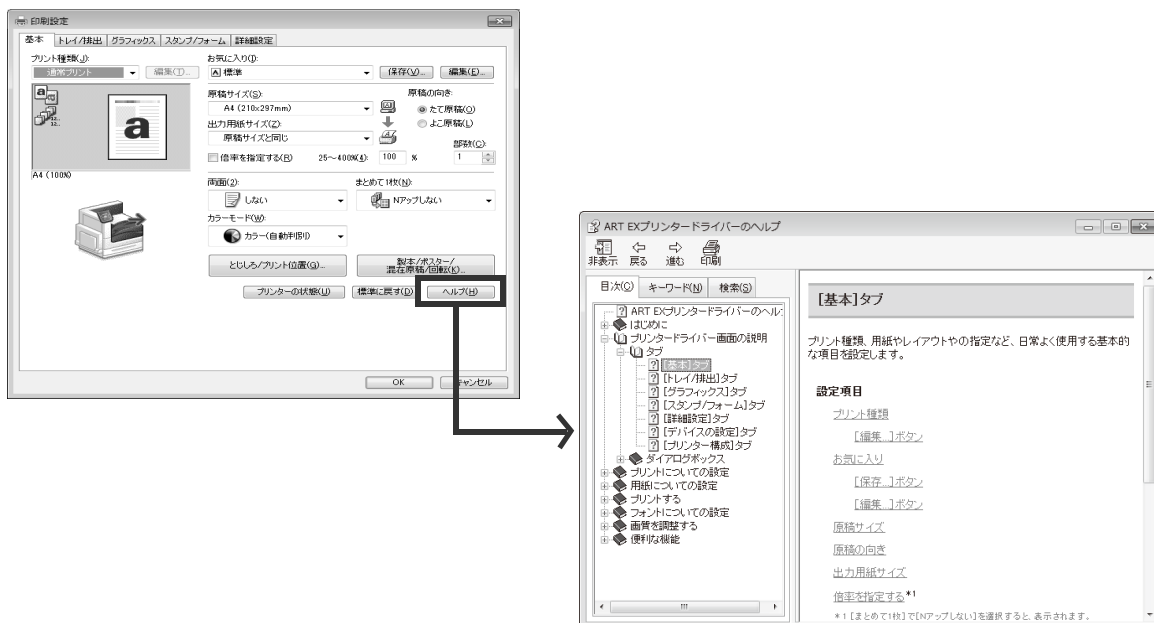 印刷設定
基本 トレイ/排出 グラフィックス スタンプ/フォーム 詳細設定
プリント種類(J):
通常プリント 編集(T)...
お気に入り(I):
標準 保存(V)... 編集(E)...
原稿サイズ(S):
A4 (210x297mm)
原稿の向き:
たて原稿(O)
よこ原稿(L)
出力用紙サイズ(Z):
原稿サイズと同じ
部数(C):
倍率を指定する(R) 25～400%(4): 100 % 1
A4 (100%)
両面(2):
しない
まとめて1枚(N):
Nアップしない
カラーモード(W):
カラー(自動判別)
とじしろ/プリント位置(G)...
製本/ポスター/
混在原稿/回転(K)...
プリンターの状態(U) 標準に戻す(D) ヘルプ(H)
OK キャンセル
ART EXプリンタードライバーのヘルプ
非表示 戻る 進む 印刷
目次(C) キーワード(N) 検索(S)
ART EXプリンタードライバーのヘル
はじめに
プリンタードライバー画面の説明
タブ
[基本]タブ
[トレイ/排出]タブ
[グラフィックス]タブ
[スタンプ/フォーム]タブ
[詳細設定]タブ
[デバイスの設定]タブ
[プリンター構成]タブ
ダイアログボックス
プリントについての設定
用紙についての設定
プリントする
フォントについての設定
画質を調整する
便利な機能
[基本]タブ
プリント種類、用紙やレイアウトやの指定など、日常よく使用する基本的
な項目を設定します。
設定項目
プリント種類
[編集...]ボタン
お気に入り
[保存...]ボタン
[編集...]ボタン
原稿サイズ
原稿の向き
出力用紙サイズ
倍率を指定する*1
*1 [まとめて1枚]で[Nアップしない]を選択すると、表示されます。